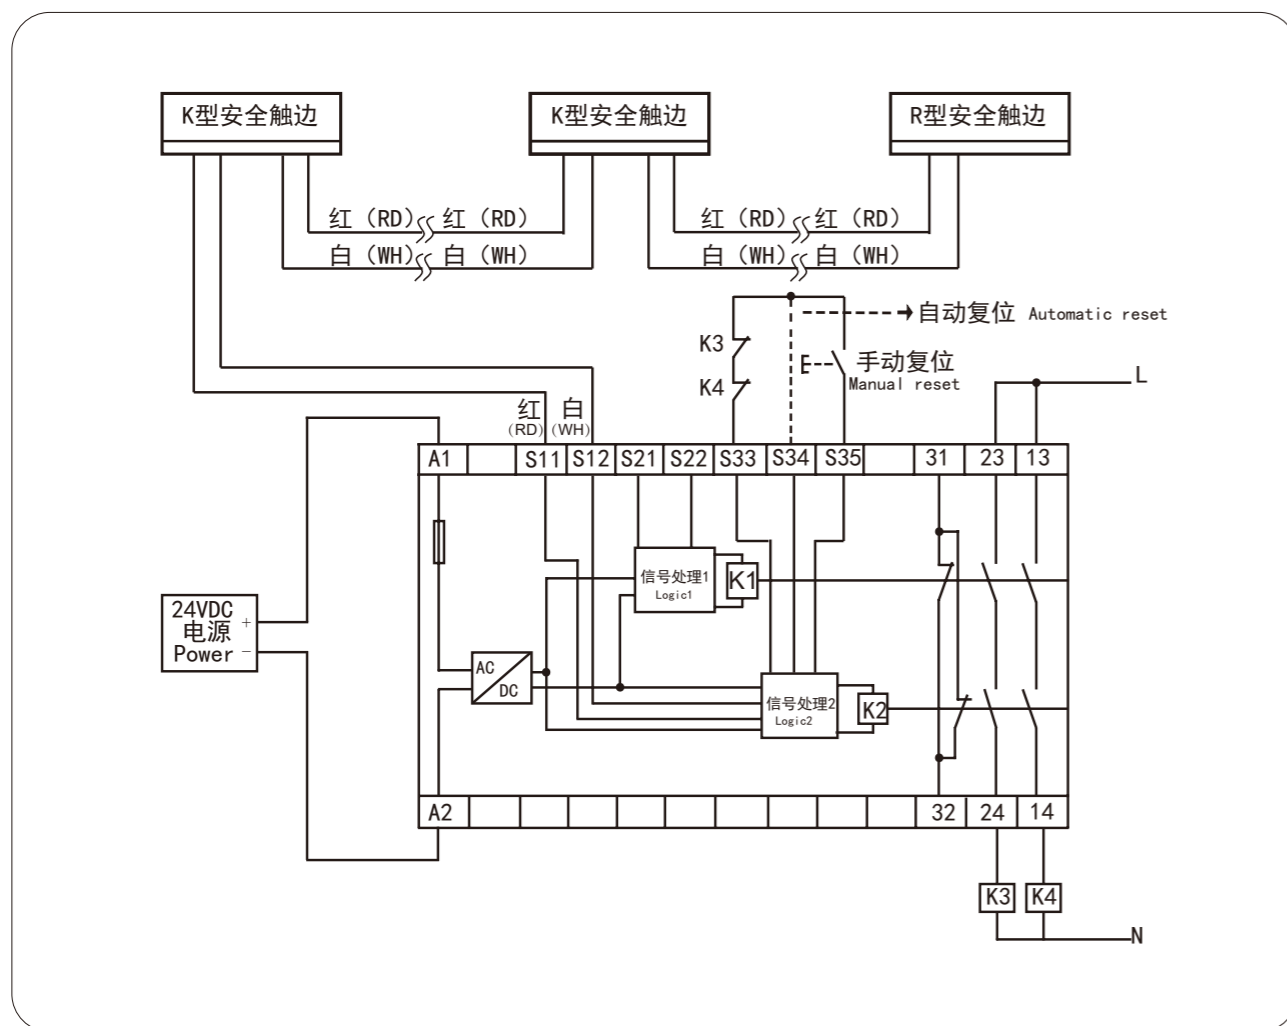 K型安全触边
K型安全触边
R型安全触边
红（RD）
红（RD）
红（RD）
红（RD）
白（WH）
白（WH）
白（WH）
白（WH）
自动复位 Automatic reset
K3
手动复位
Manual reset
K4
L
红
(RD)
白
(WH)
A1
S11
S12
S21
S22
S33
S34
S35
31
23
13
信号处理1
Logic1
K1
24VDC
电源
Power
+
−
AC
DC
信号处理2
Logic2
K2
A2
32
24
14
K3
K4
N